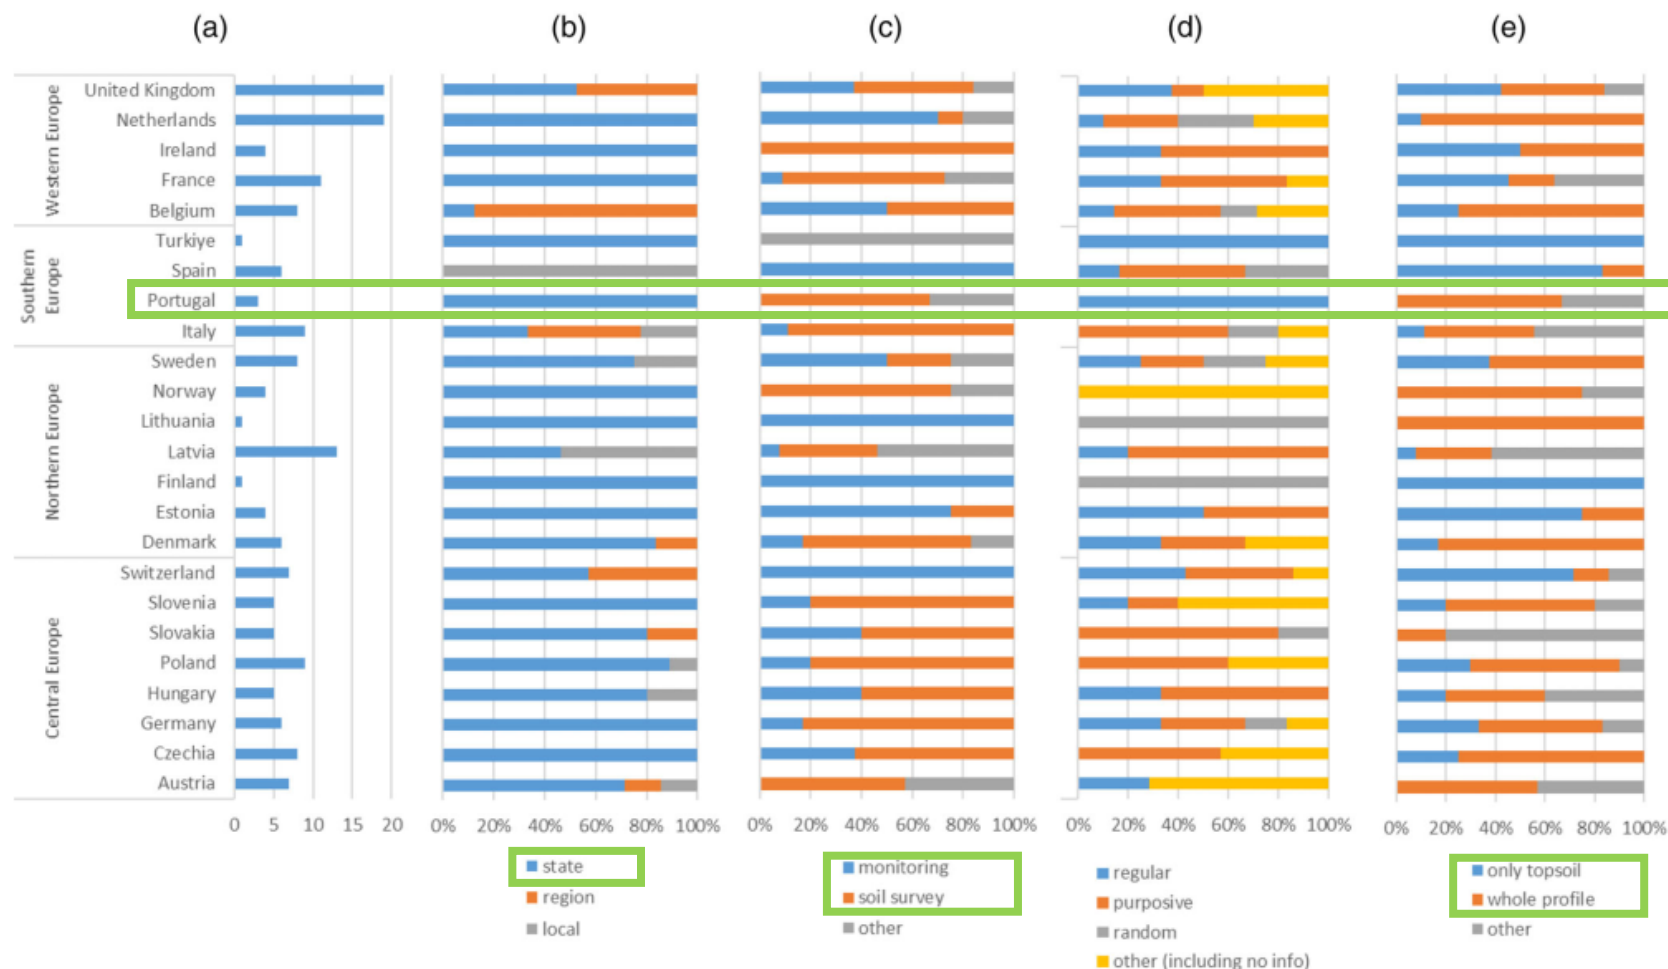 (a) (b) (c) (d) (e)
Western Europe
United Kingdom
Netherlands
Ireland
France
Belgium
Southern
Europe
Turkiye
Spain
Portugal
Italy
Northern Europe
Sweden
Norway
Lithuania
Latvia
Finland
Estonia
Denmark
Central Europe
Switzerland
Slovenia
Slovakia
Poland
Hungary
Germany
Czechia
Austria
0 5 10 15 20
0% 20% 40% 60% 80% 100%
0% 20% 40% 60% 80% 100%
0% 20% 40% 60% 80% 100%
0% 20% 40% 60% 80% 100%
state
region
local
monitoring
soil survey
other
regular
purposive
random
other (including no info)
only topsoil
whole profile
other